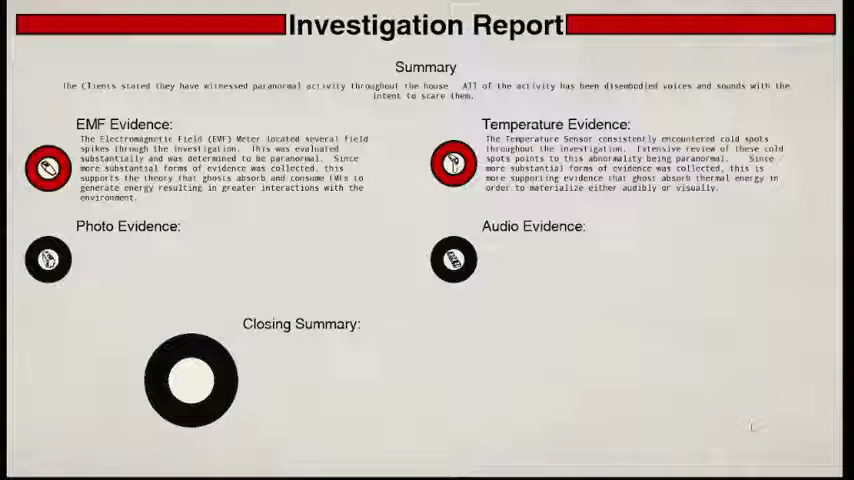 Investigation Report
Summary
The Clients stated they have witnessed paranormal activity throughout the house  All of the activity has been disembodied voices and sounds with the
intent to scare them.
EMF Evidence:
The Electromagnetic Field (EMF) Meter located several field
spikes through the investigation.  This was evaluated
substantially and was determined to be paranormal.  Since
more substantial forms of evidence was collected, this
supports the theory that ghosts absorb and consume EMFs to
generate energy resulting in greater interactions with the
environment.
Temperature Evidence:
The Temperature Sensor consistently encountered cold spots
throughout the investigation.  Extensive review of these cold
spots points to this abnormality being paranormal.   Since
more substantial forms of evidence was collected, this is
more supporting evidence that ghost absorb thermal energy in
order to materialize either audibly or visually.
Photo Evidence:
Audio Evidence:
Closing Summary: